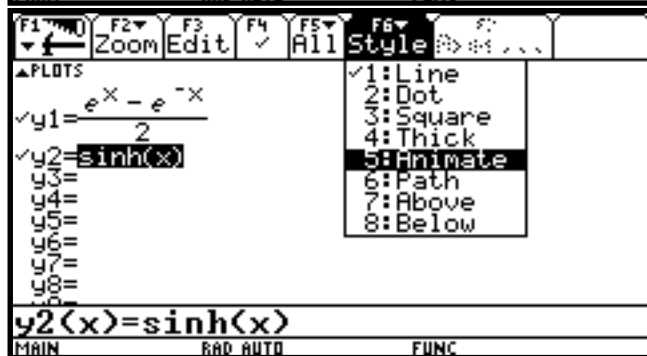 F1 F2 F3 F4 F5 F6 F7
Zoom Edit ✓ All Style
▲PLOTS
✓y1=(e^x − e^⁻x)/2
✓y2=sinh(x)
y3=
y4=
y5=
y6=
y7=
y8=
✓1:Line
2:Dot
3:Square
4:Thick
5:Animate
6:Path
7:Above
8:Below
y2(x)=sinh(x)
MAIN RAD AUTO FUNC